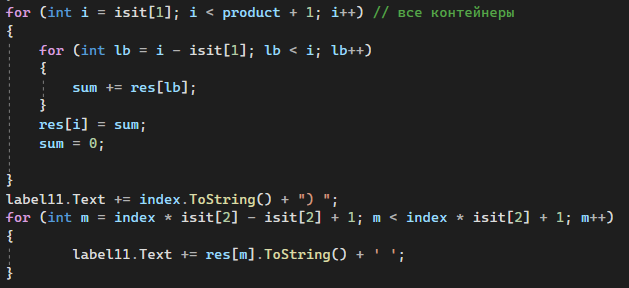 for (int i = isit[1]; i < product + 1; i++) // все контейнеры
{
for (int lb = i - isit[1]; lb < i; lb++)
{
sum += res[lb];
}
res[i] = sum;
sum = 0;
}
label11.Text += index.ToString() + ") ";
for (int m = index * isit[2] - isit[2] + 1; m < index * isit[2] + 1; m++)
{
label11.Text += res[m].ToString() + ' ';
}